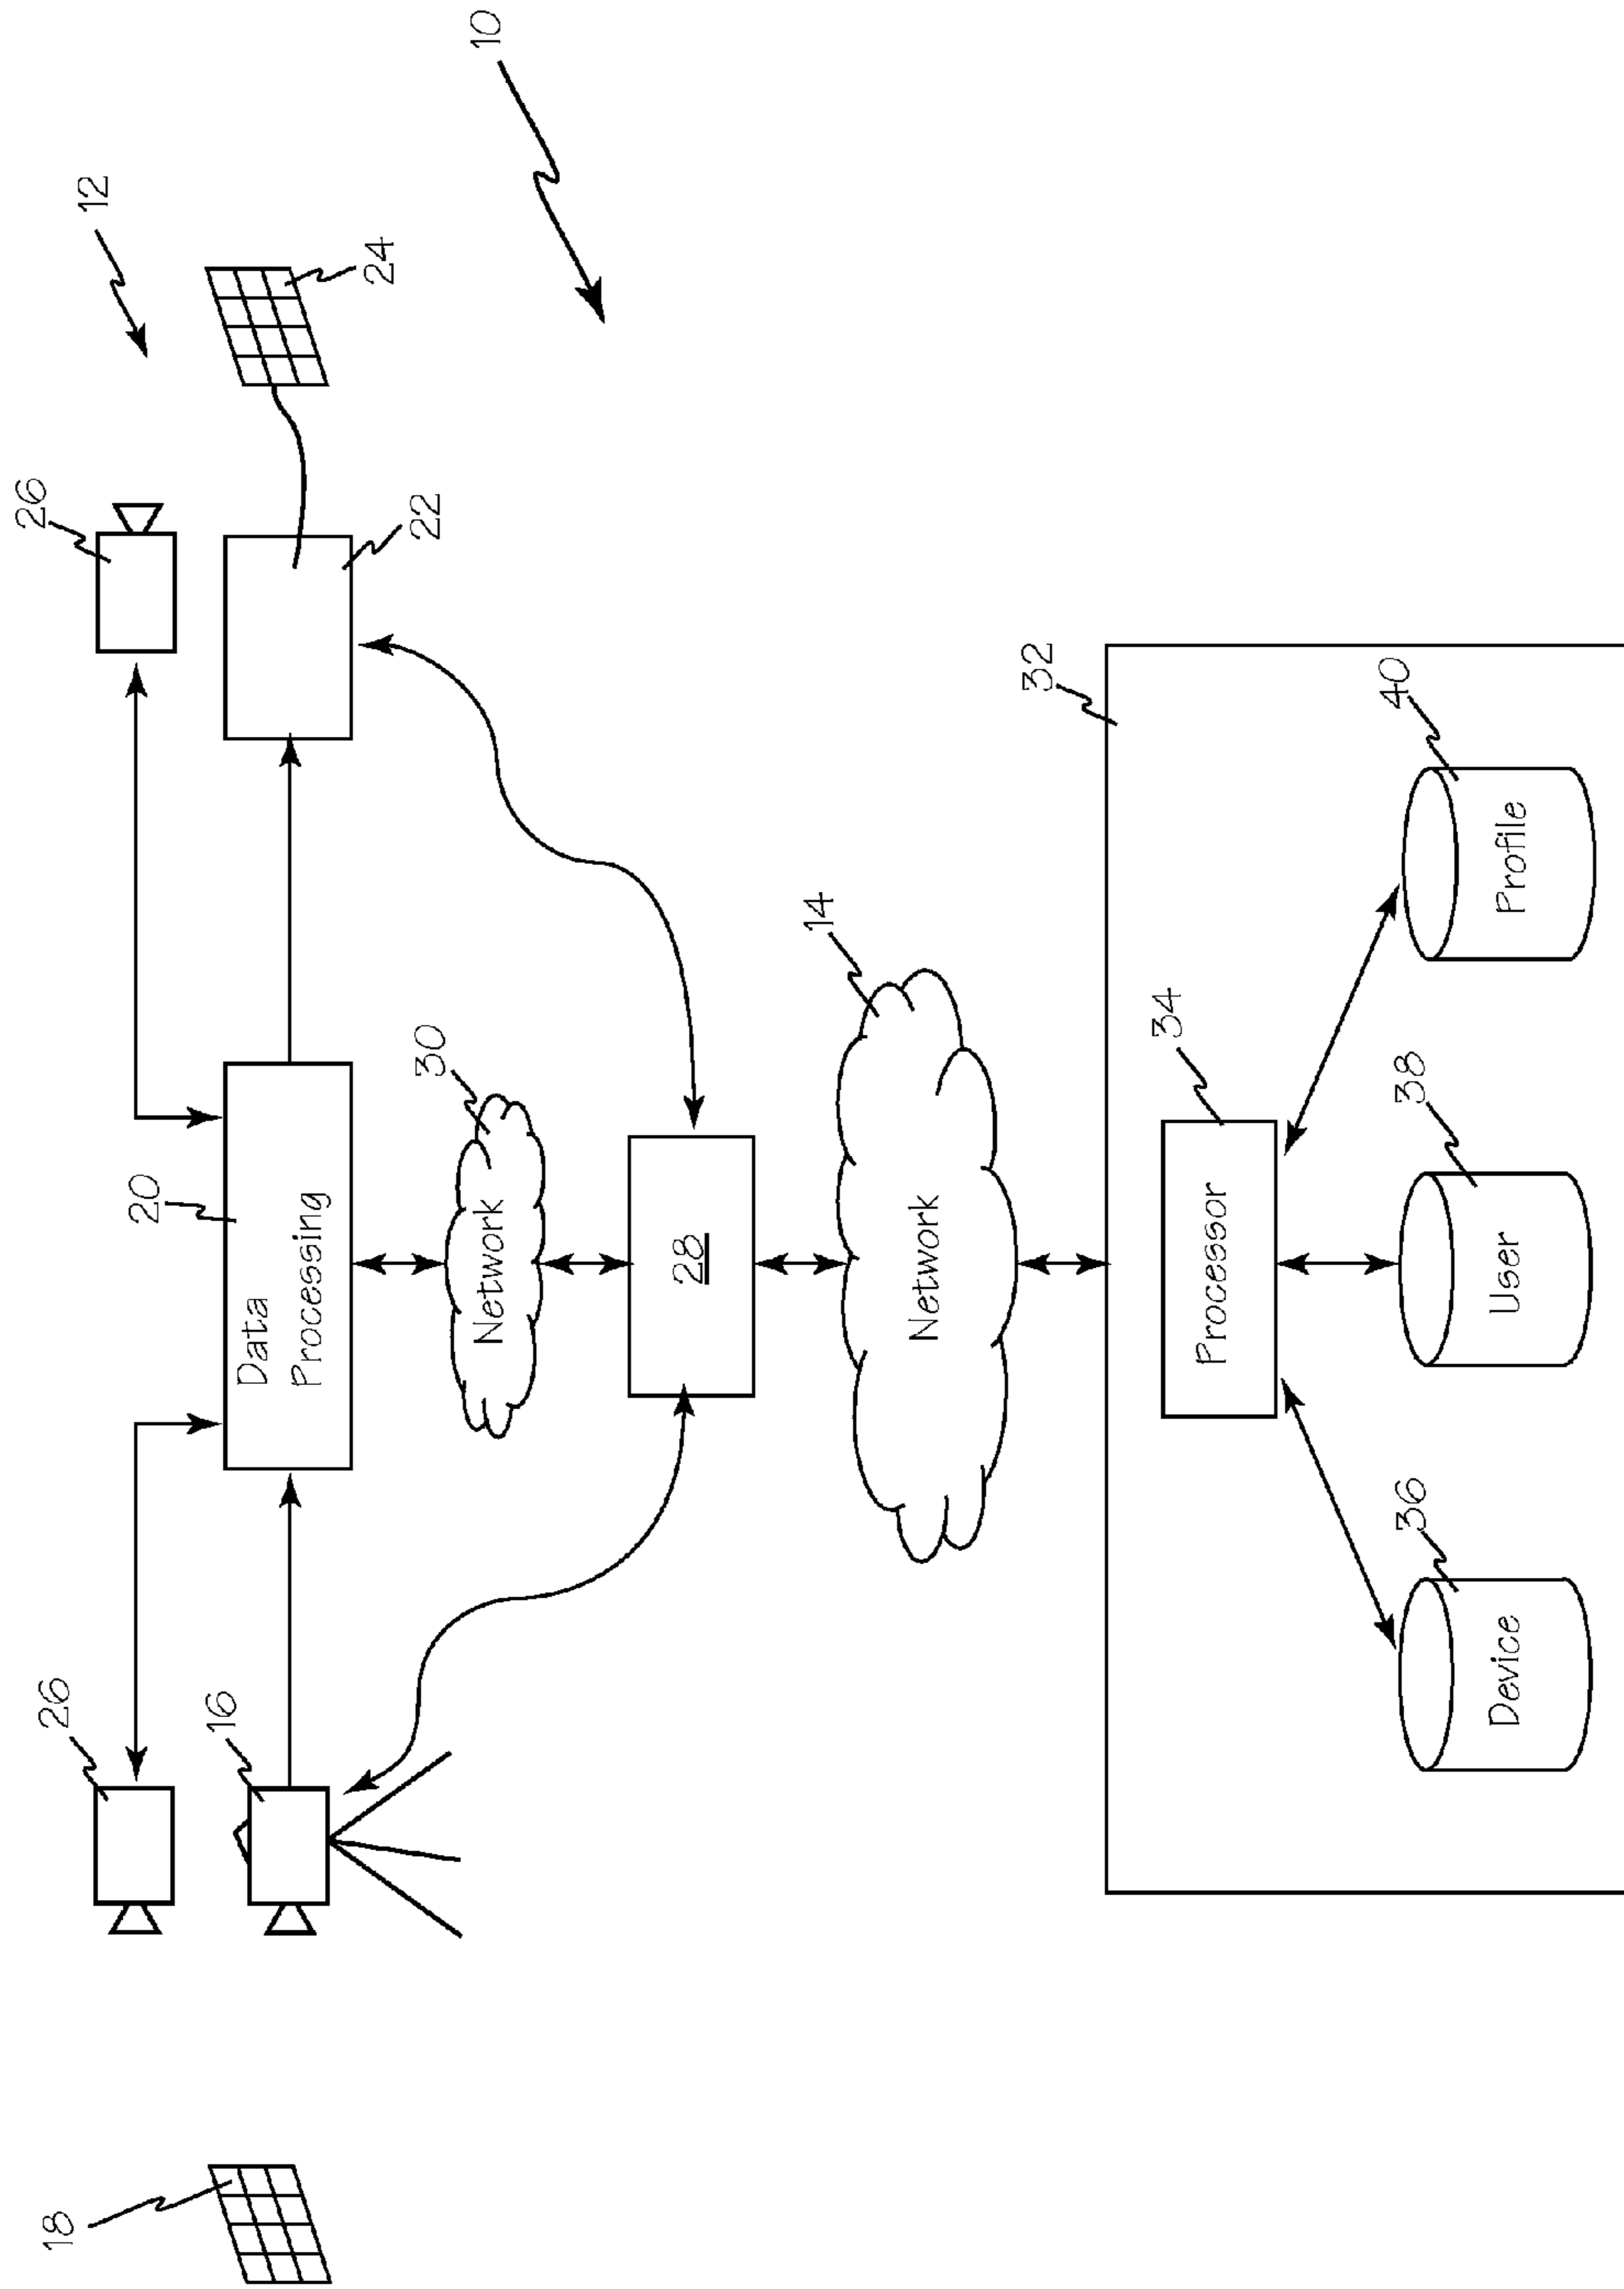 18
26
16
20
26
12
24
22
10
Data
Processing
30
Network
28
14
Network
32
34
Processor
36
38
40
Device
User
Profile